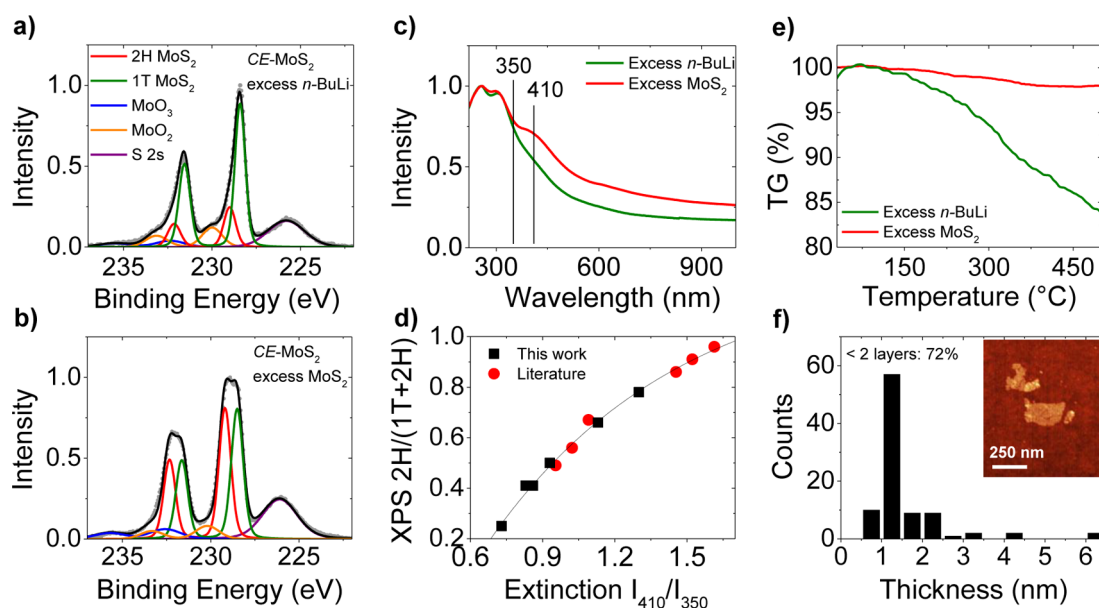 a)
2H MoS₂
1T MoS₂
MoO₃
MoO₂
S 2s
CE-MoS₂
excess n-BuLi
Intensity
1.0
0.5
0.0
235 230 225
Binding Energy (eV)
b)
CE-MoS₂
excess MoS₂
Intensity
1.0
0.5
0.0
235 230 225
Binding Energy (eV)
c)
Excess n-BuLi
Excess MoS₂
350
410
Intensity
1.0
0.5
0.0
300 600 900
Wavelength (nm)
d)
This work
Literature
XPS 2H/(1T+2H)
1.0
0.8
0.6
0.4
0.2
0.6 0.9 1.2 1.5
Extinction I₄₁₀/I₃₅₀
e)
TG (%)
100
95
90
85
80
Excess n-BuLi
Excess MoS₂
150 300 450
Temperature (°C)
f)
< 2 layers: 72%
250 nm
Counts
60
40
20
0
0 1 2 3 4 5 6
Thickness (nm)